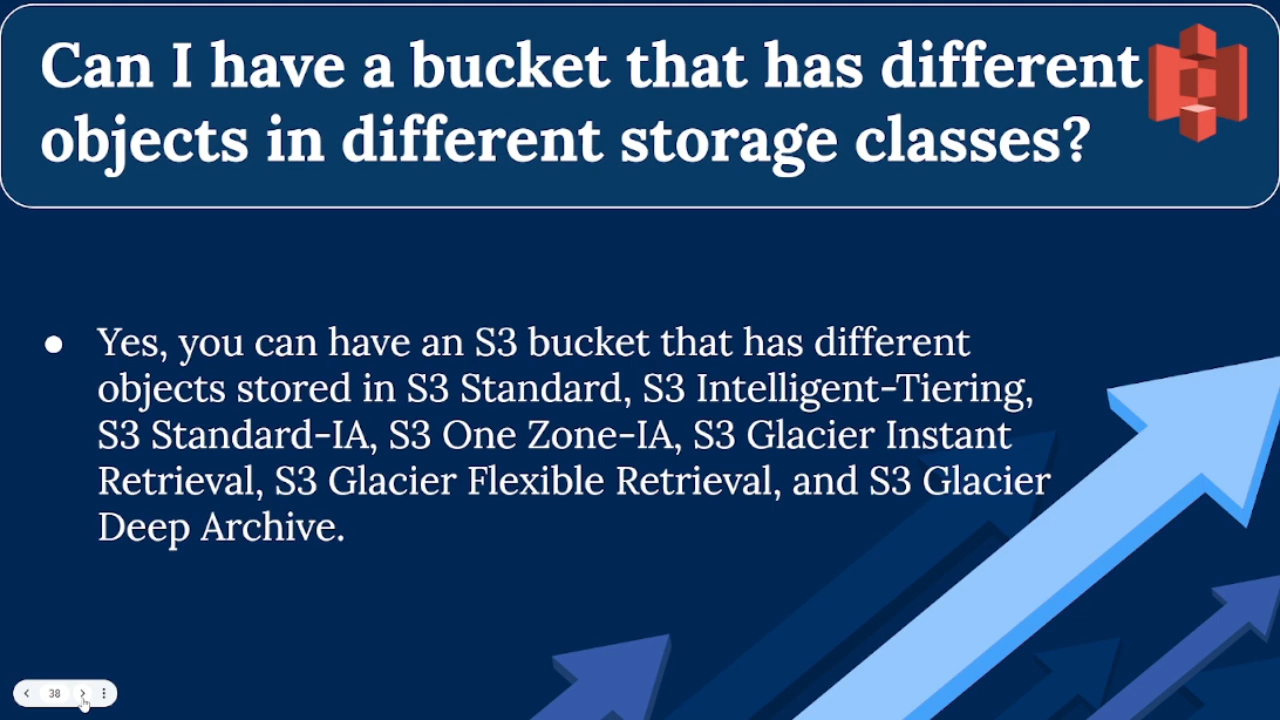 Can I have a bucket that has different
objects in different storage classes?
● Yes, you can have an S3 bucket that has different
objects stored in S3 Standard, S3 Intelligent-Tiering,
S3 Standard-IA, S3 One Zone-IA, S3 Glacier Instant
Retrieval, S3 Glacier Flexible Retrieval, and S3 Glacier
Deep Archive.
38